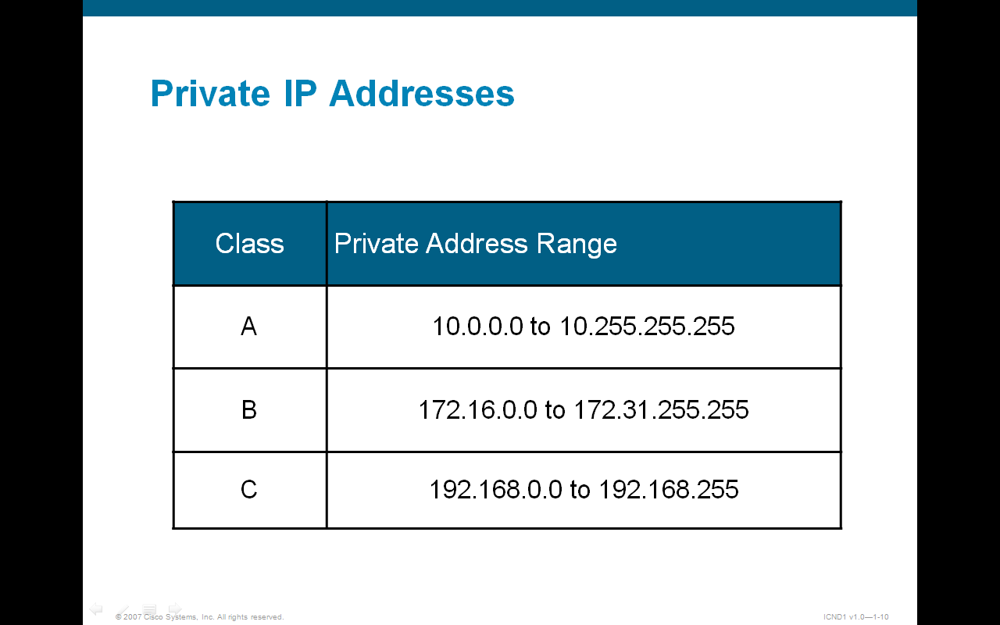 Private IP Addresses
Class Private Address Range
A 10.0.0.0 to 10.255.255.255
B 172.16.0.0 to 172.31.255.255
C 192.168.0.0 to 192.168.255
© 2007 Cisco Systems, Inc. All rights reserved. ICND1 v1.0—1-10